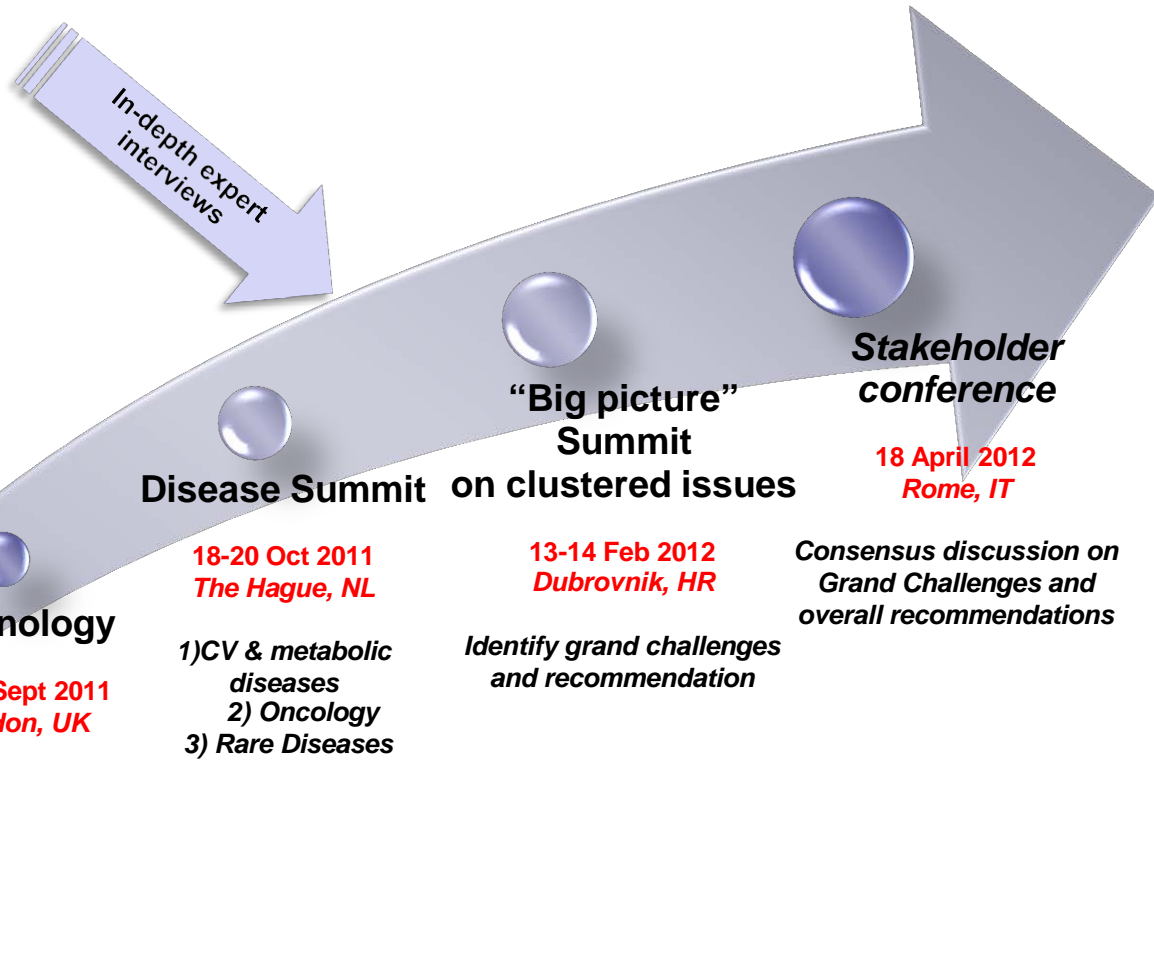 In-depth expert
interviews
Stakeholder
conference
18 April 2012
Rome, IT
Consensus discussion on
Grand Challenges and
overall recommendations
“Big picture”
Summit
on clustered issues
13-14 Feb 2012
Dubrovnik, HR
Identify grand challenges
and recommendation
Disease Summit
18-20 Oct 2011
The Hague, NL
1)CV & metabolic
diseases
2) Oncology
3) Rare Diseases
nology
Sept 2011
don, UK